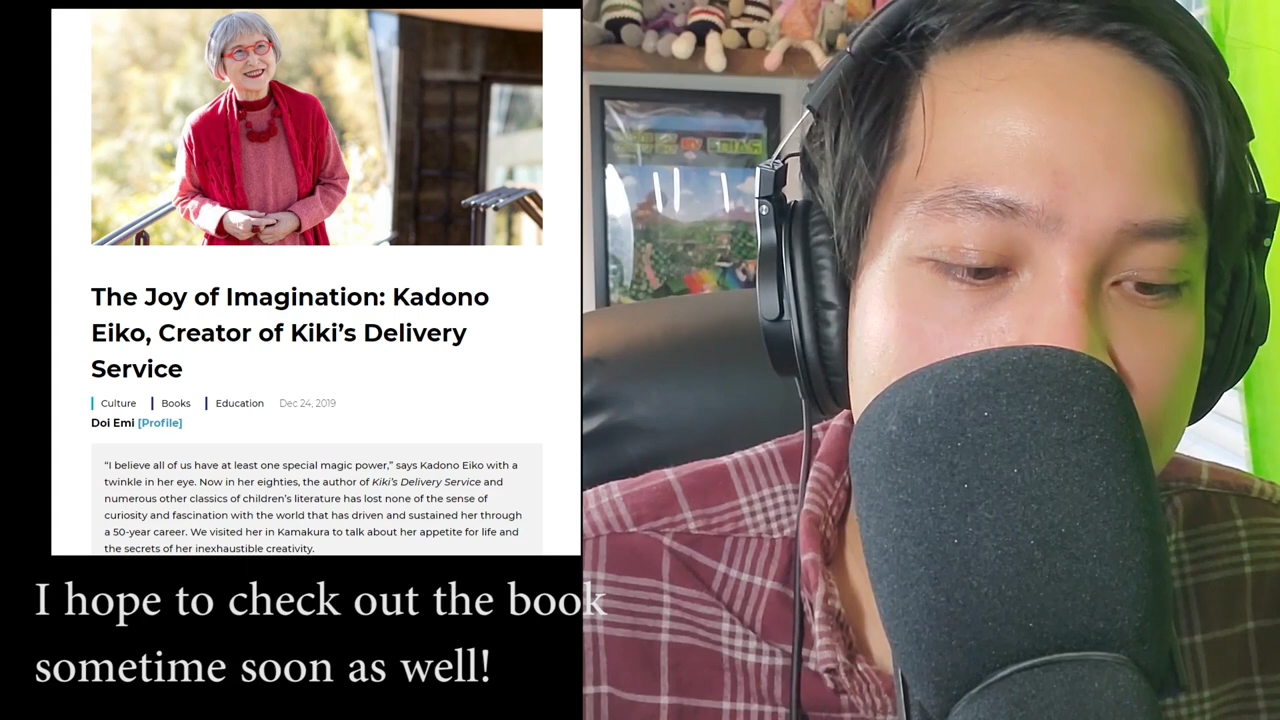 The Joy of Imagination: Kadono
Eiko, Creator of Kiki’s Delivery
Service
Culture Books Education Dec 24, 2019
Doi Emi [Profile]
“I believe all of us have at least one special magic power,” says Kadono Eiko with a
twinkle in her eye. Now in her eighties, the author of Kiki’s Delivery Service and
numerous other classics of children’s literature has lost none of the sense of
curiosity and fascination with the world that has driven and sustained her through
a 50-year career. We visited her in Kamakura to talk about her appetite for life and
the secrets of her inexhaustible creativity.
I hope to check out the book
sometime soon as well!